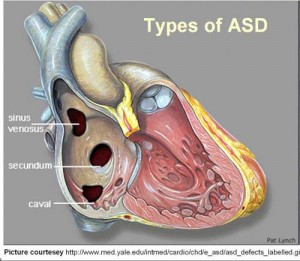 Types of ASD
sinus
venosus
secundum
caval
Pat Lynch
Picture courtesey http://www.med.yale/intmed/cardio/chd/e_asd/asd_defects_labelled.gi